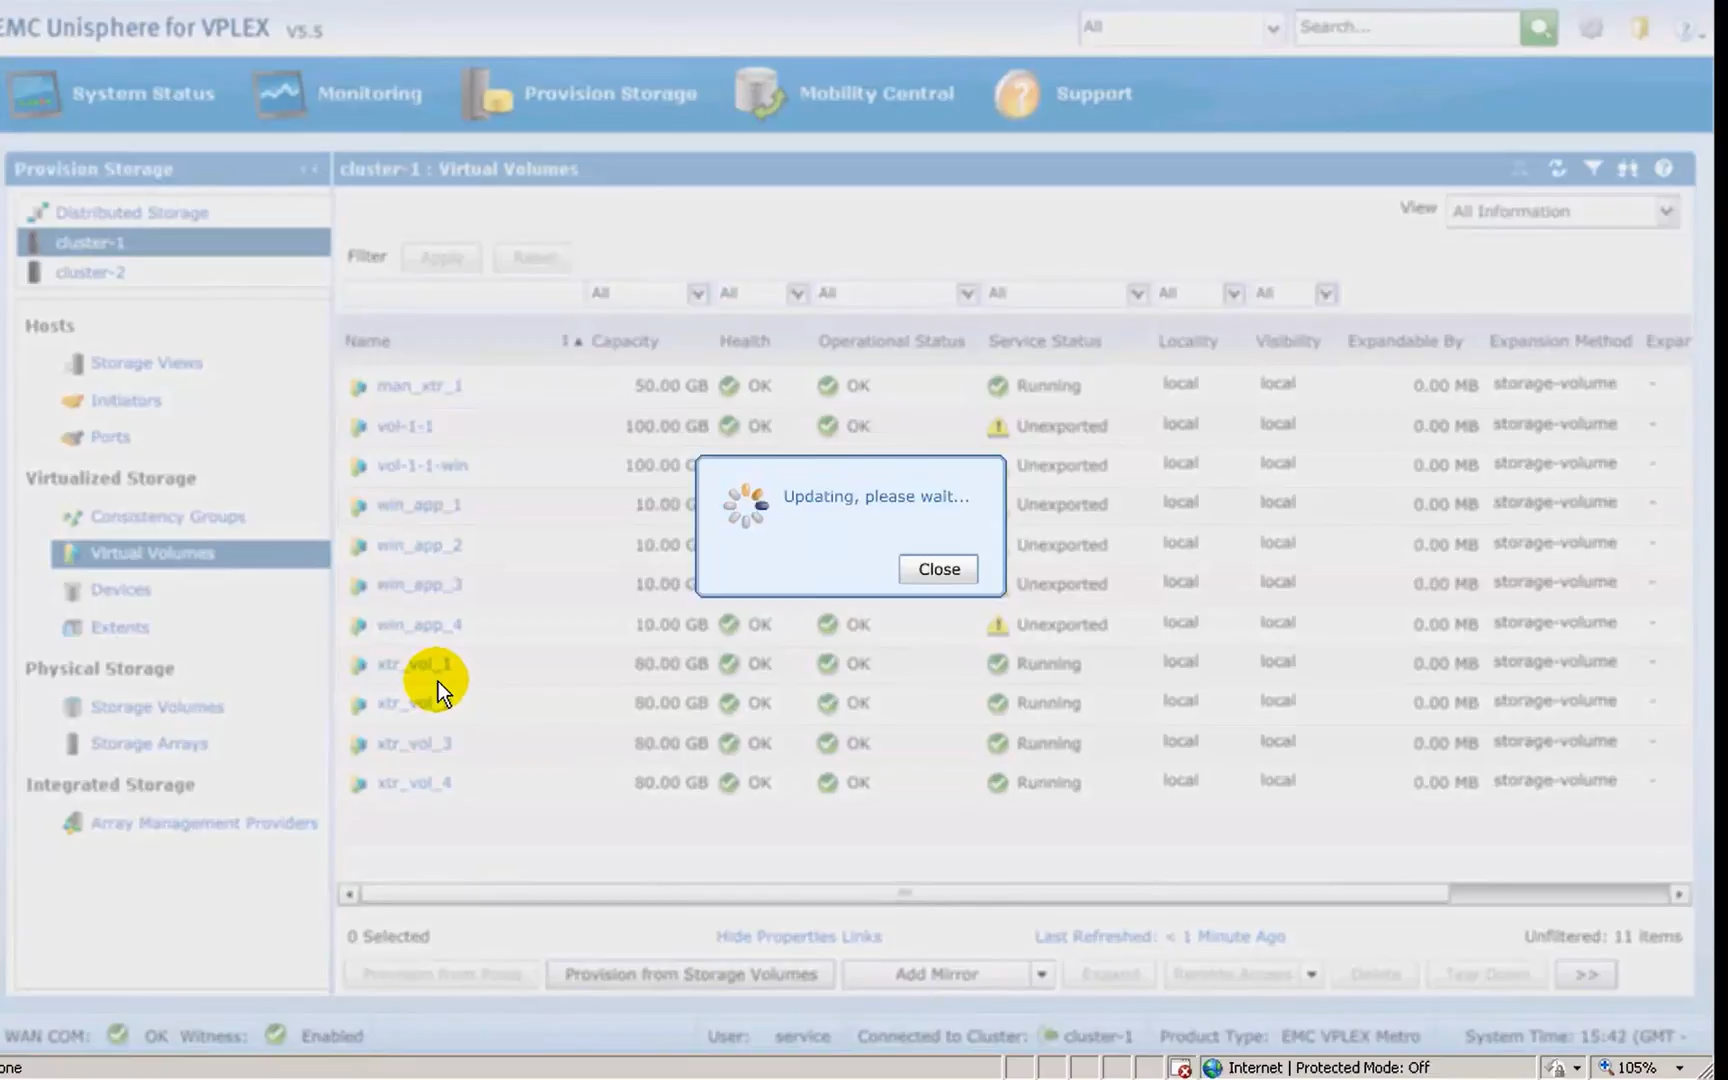 EMC Unisphere for VPLEX V5.5
All Search...
System Status Monitoring Provision Storage Mobility Central Support
Provision Storage
cluster-1 : Virtual Volumes
Distributed Storage
cluster-1
cluster-2
View All Information
Filter Apply Reset
All All All All All All
Hosts
Storage Views
Initiators
Ports
Virtualized Storage
Consistency Groups
Virtual Volumes
Devices
Extents
Physical Storage
Storage Volumes
Storage Arrays
Integrated Storage
Array Management Providers
Name 1 Capacity Health Operational Status Service Status Locality Visibility Expandable By Expansion Method Expar
man_xtr_1 50.00 GB OK OK Running local local 0.00 MB storage-volume -
vol-1-1 100.00 GB OK OK Unexported local local 0.00 MB storage-volume -
vol-1-1-win 100.00 G Unexported local local 0.00 MB storage-volume -
win_app_1 10.00 G Unexported local local 0.00 MB storage-volume -
win_app_2 10.00 G Unexported local local 0.00 MB storage-volume -
win_app_3 10.00 G Unexported local local 0.00 MB storage-volume -
win_app_4 10.00 GB OK OK Unexported local local 0.00 MB storage-volume -
xtr_vol_1 80.00 GB OK OK Running local local 0.00 MB storage-volume -
xtr_vo 80.00 GB OK OK Running local local 0.00 MB storage-volume -
xtr_vol_3 80.00 GB OK OK Running local local 0.00 MB storage-volume -
xtr_vol_4 80.00 GB OK OK Running local local 0.00 MB storage-volume -
Updating, please wait...
Close
0 Selected Hide Properties Links Last Refreshed: < 1 Minute Ago Unfiltered: 11 items
Provision from Pools Provision from Storage Volumes Add Mirror Expand Remote Access Delete Tear Down >>
WAN COM: OK Witness: Enabled User: service Connected to Cluster: cluster-1 Product Type: EMC VPLEX Metro System Time: 15:42 (GMT -
one Internet | Protected Mode: Off 105%